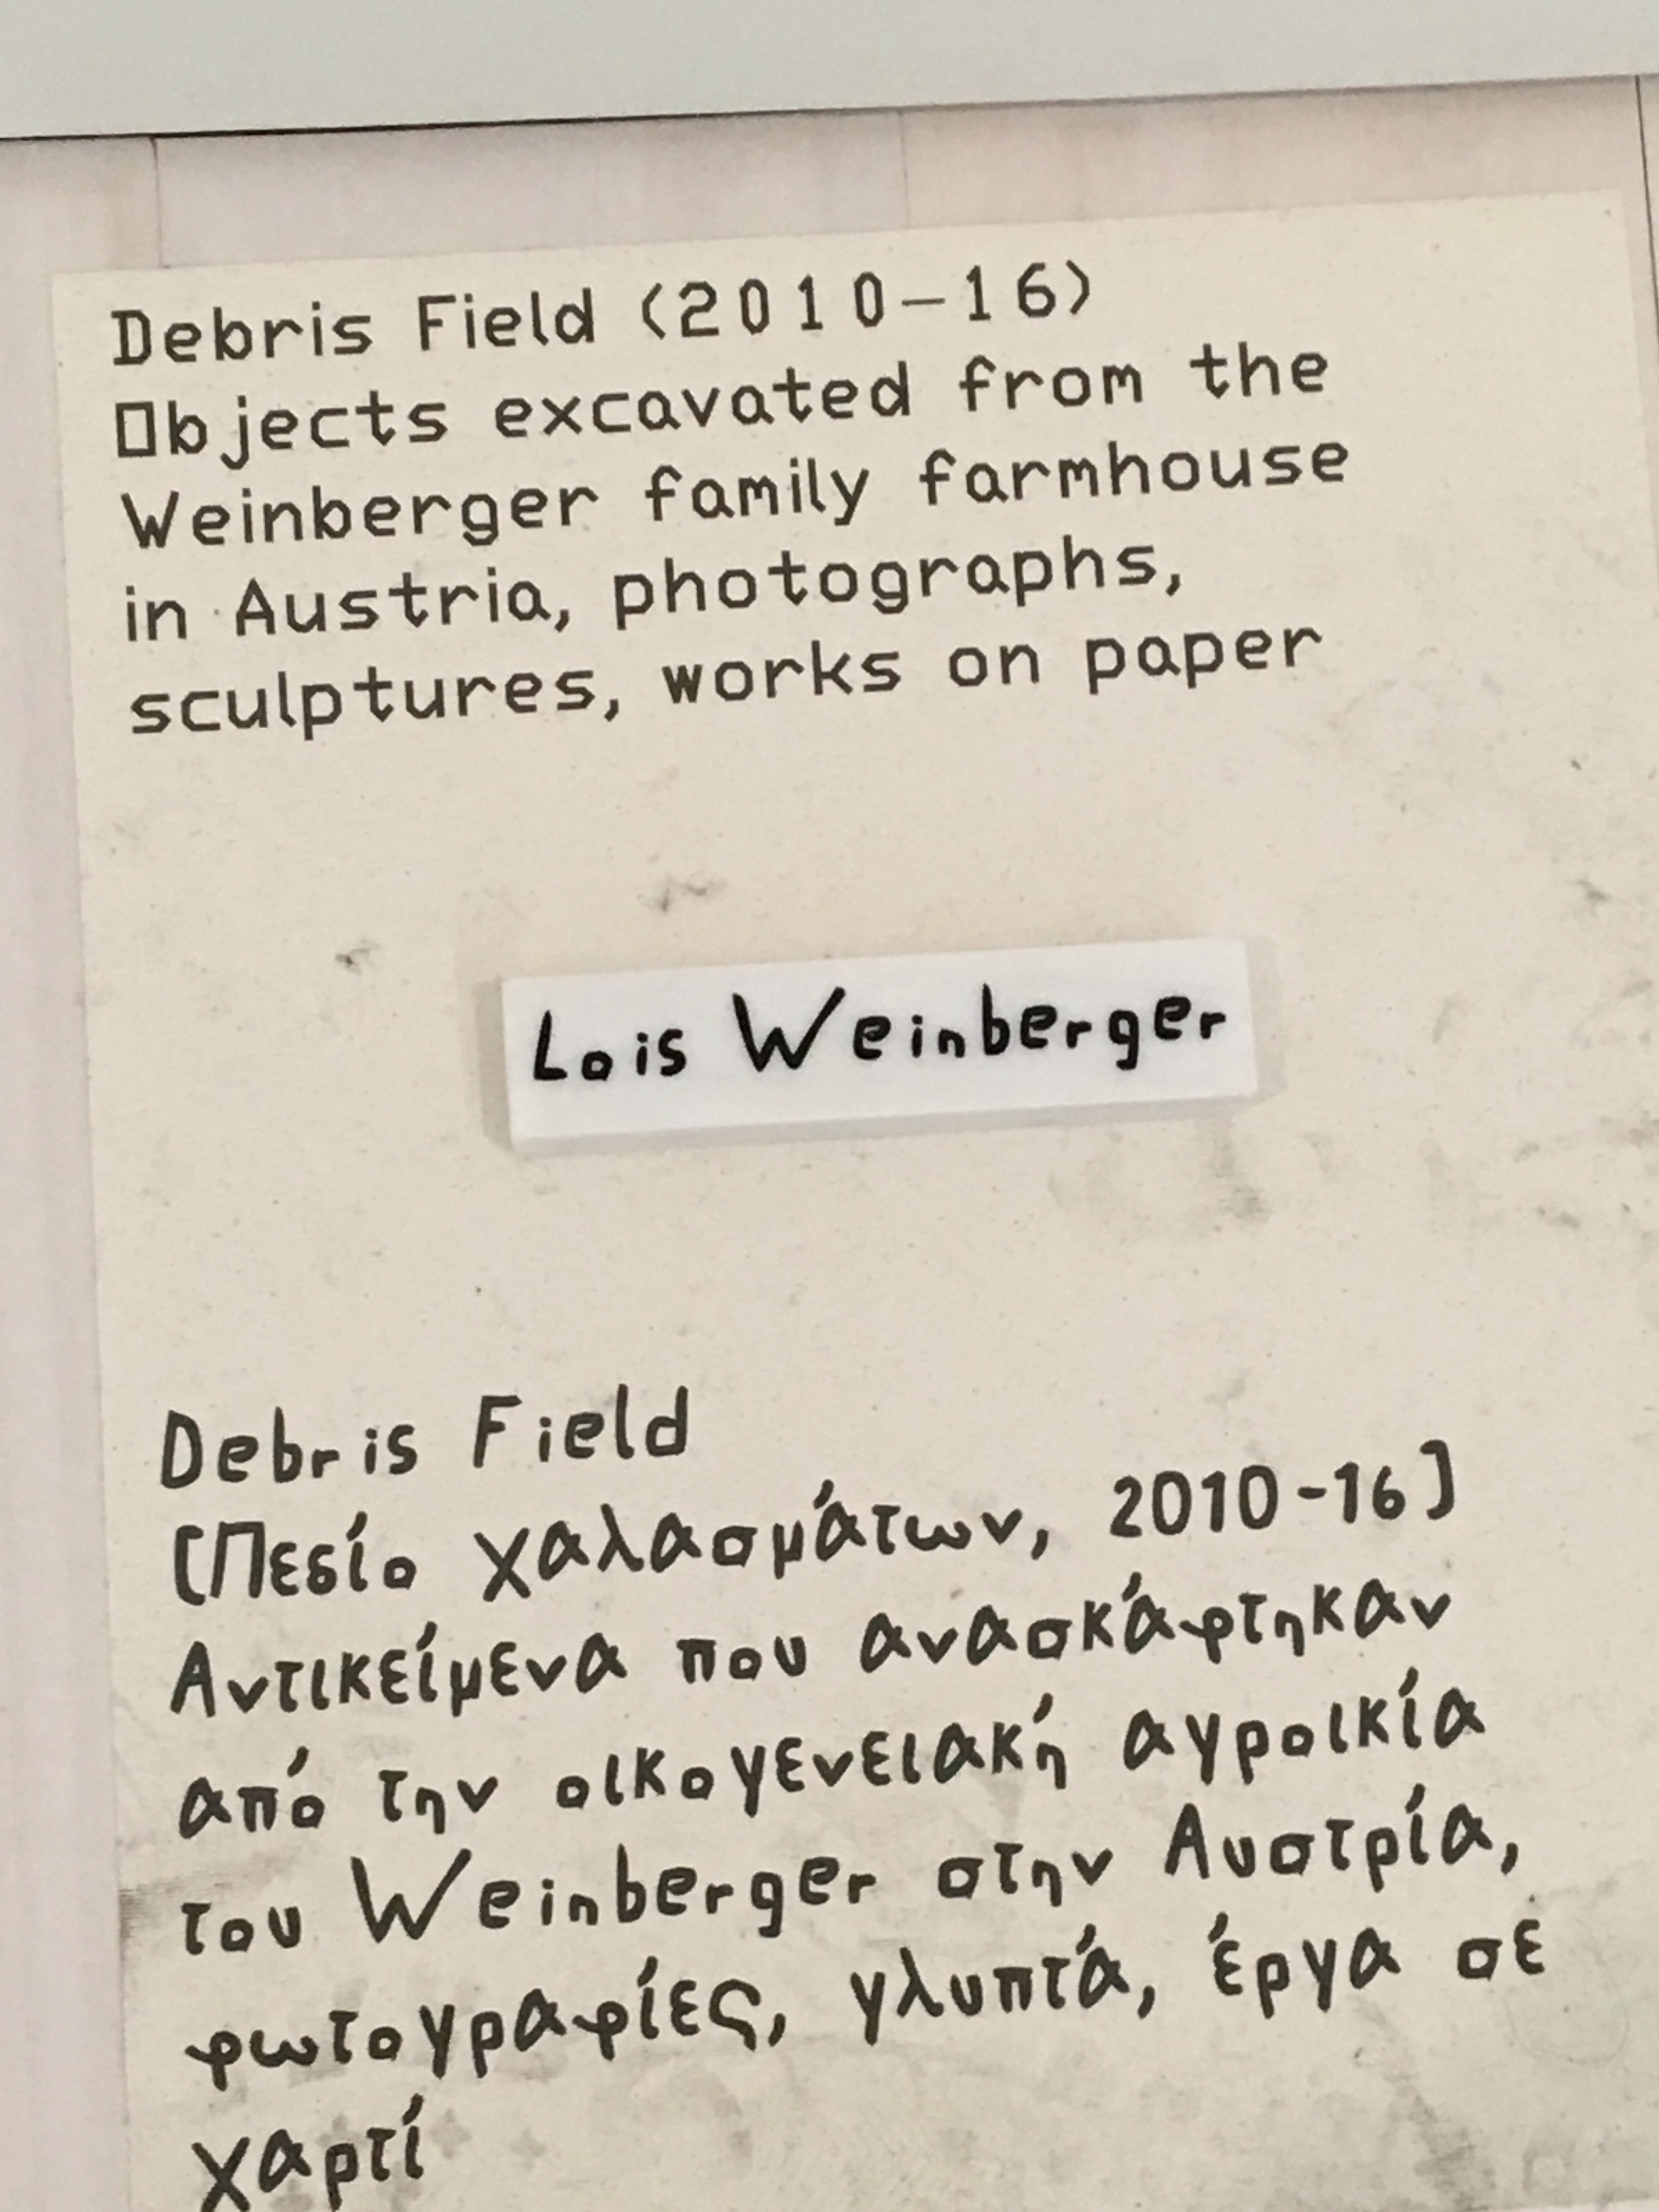 Debris Field (2010-16)
Objects excavated from the
Weinberger family farmhouse
in Austria, photographs,
sculptures, works on paper
Lois Weinberger
Debris Field
[Πεδίο χαλασμάτων, 2010-16]
Αντικείμενα που ανασκάφτηκαν
από την οικογενειακή αγροικία
του Weinberger στην Αυστρία,
φωτογραφίες, γλυπτά, έργα σε
χαρτί